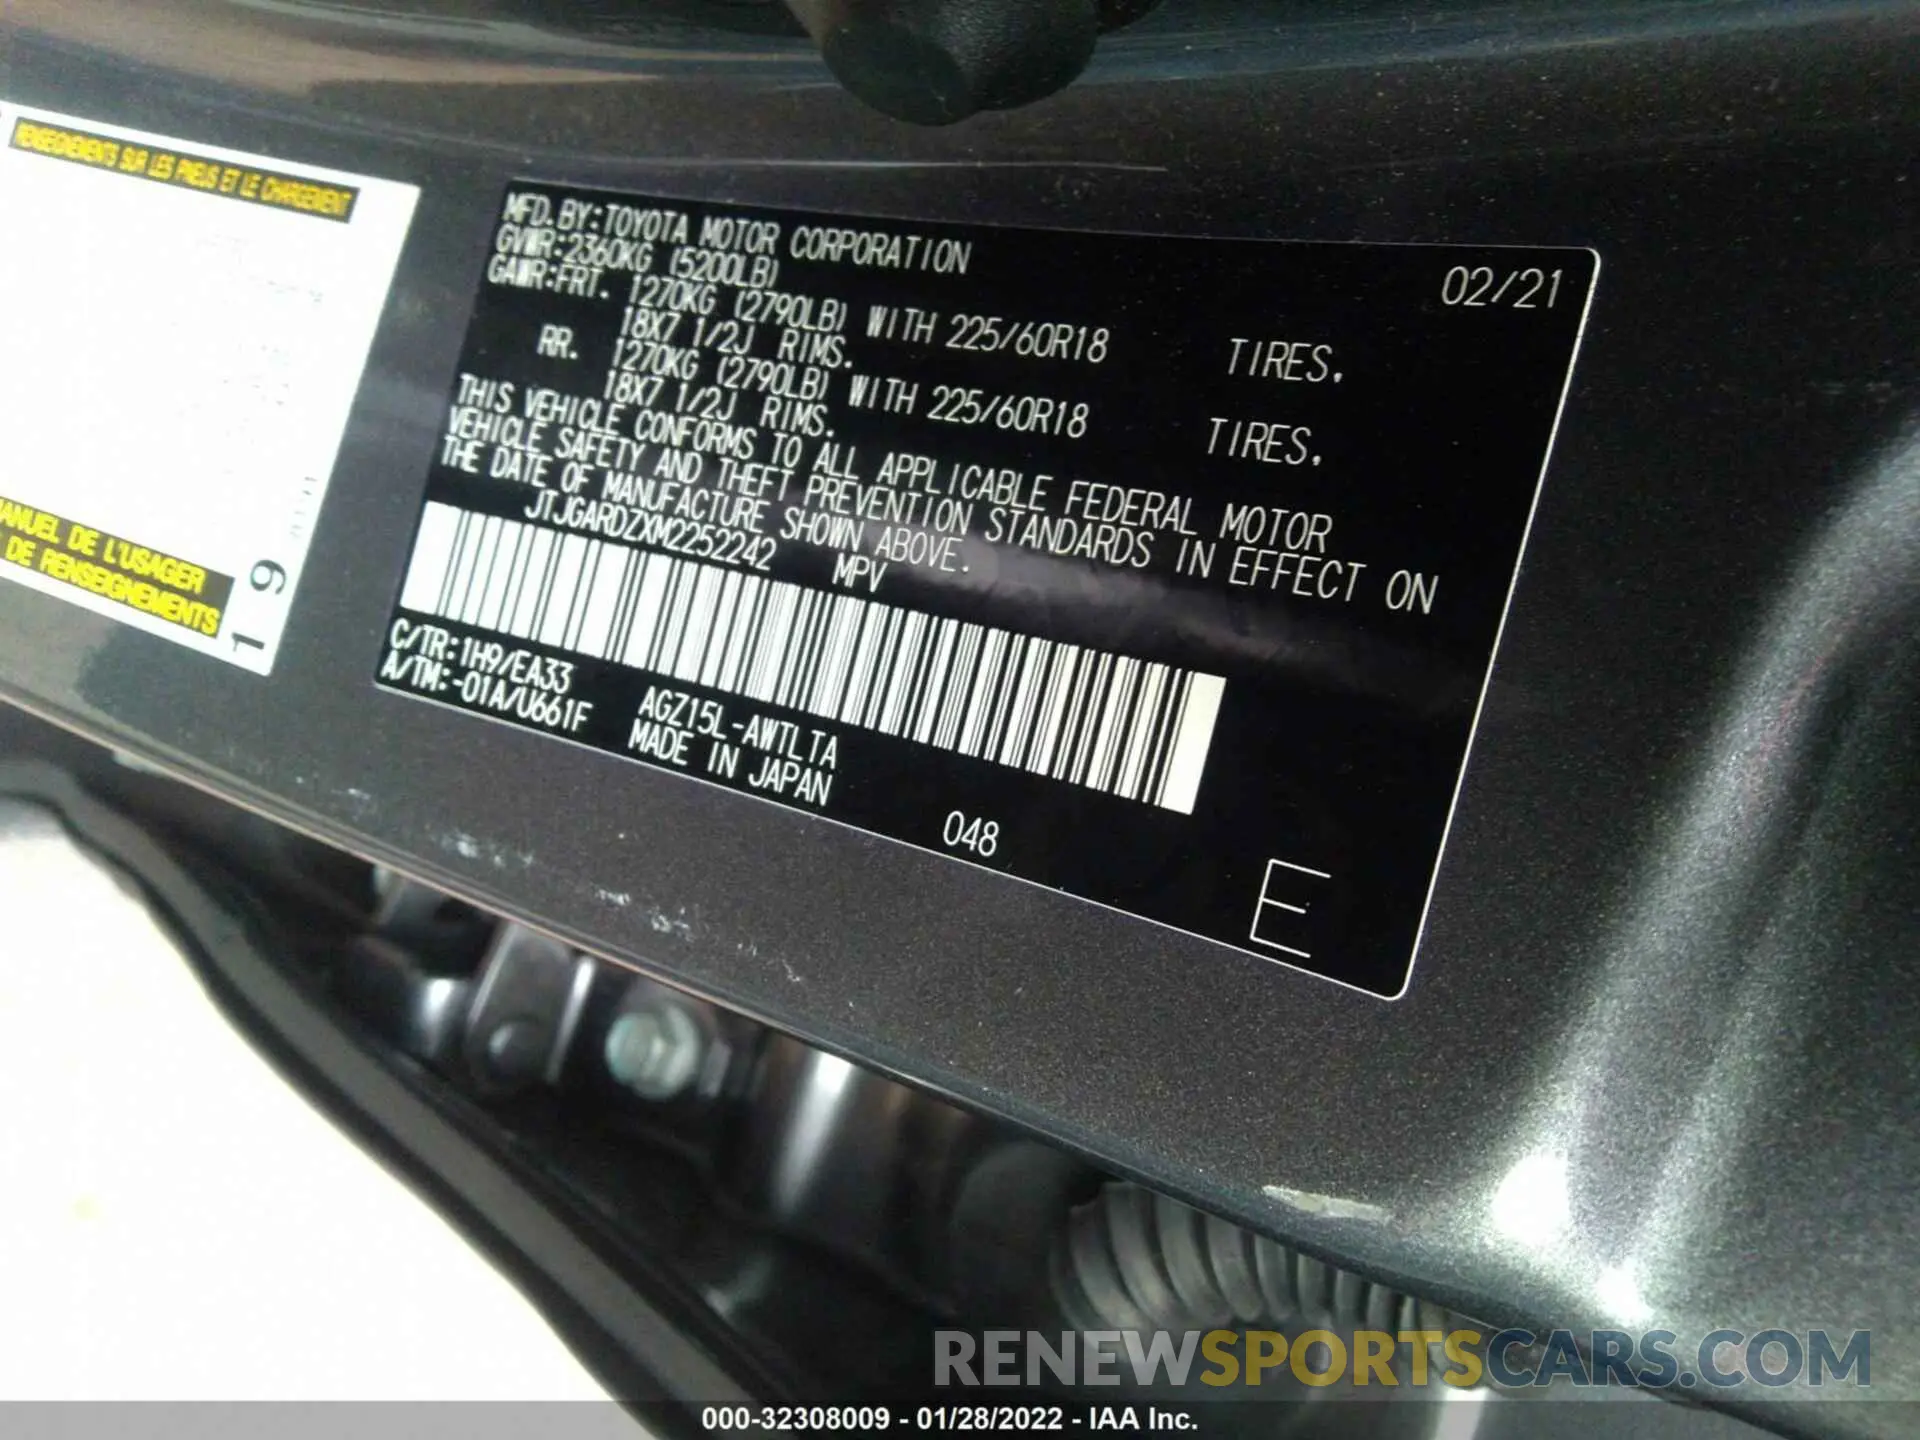 RENSEIGNEMENTS SUR LES PNEUS ET LE CHARGEMENT
MANUEL DE L'USAGER
DE RENSEIGNEMENTS
19
MFD.BY:TOYOTA MOTOR CORPORATION 02/21
GVWR:2360KG (5200LB)
GAWR:FRT. 1270KG (2790LB) WITH 225/60R18 TIRES.
18X7 1/2J RIMS.
RR. 1270KG (2790LB) WITH 225/60R18 TIRES.
18X7 1/2J RIMS.
THIS VEHICLE CONFORMS TO ALL APPLICABLE FEDERAL MOTOR
VEHICLE SAFETY AND THEFT PREVENTION STANDARDS IN EFFECT ON
THE DATE OF MANUFACTURE SHOWN ABOVE.
JTJGARDZXM2252242 MPV
C/TR:1H9/EA33 AGZ15L-AWTLTA
A/TM:-01A/U661F MADE IN JAPAN
048
E
RENEWSPORTSCARS.COM
000-32308009 - 01/28/2022 - IAA Inc.